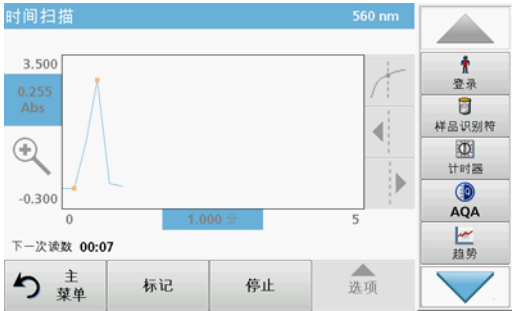 时间扫描
560 nm
3.500
0.255
Abs
-0.300
0
1.000 分
5
下一次读数 00:07
主
菜单
标记
停止
选项
登录
样品识别符
计时器
AQA
趋势